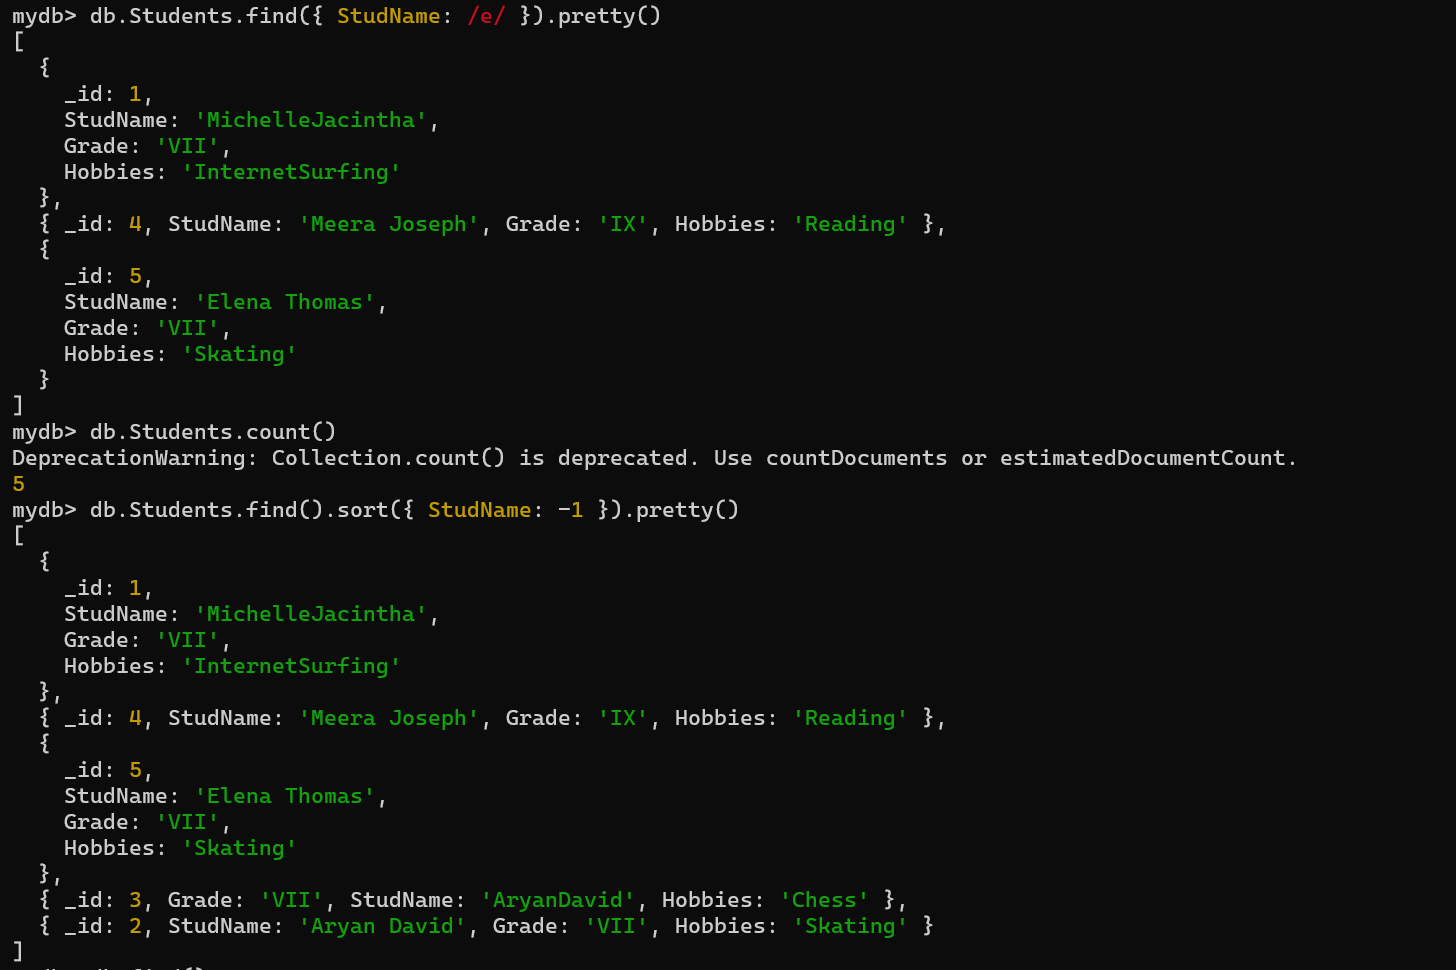 mydb> db.Students.find({ StudName: /e/ }).pretty()
[
  {
    _id: 1,
    StudName: 'MichelleJacintha',
    Grade: 'VII',
    Hobbies: 'InternetSurfing'
  },
  { _id: 4, StudName: 'Meera Joseph', Grade: 'IX', Hobbies: 'Reading' },
  {
    _id: 5,
    StudName: 'Elena Thomas',
    Grade: 'VII',
    Hobbies: 'Skating'
  }
]
mydb> db.Students.count()
DeprecationWarning: Collection.count() is deprecated. Use countDocuments or estimatedDocumentCount.
5
mydb> db.Students.find().sort({ StudName: -1 }).pretty()
[
  {
    _id: 1,
    StudName: 'MichelleJacintha',
    Grade: 'VII',
    Hobbies: 'InternetSurfing'
  },
  { _id: 4, StudName: 'Meera Joseph', Grade: 'IX', Hobbies: 'Reading' },
  {
    _id: 5,
    StudName: 'Elena Thomas',
    Grade: 'VII',
    Hobbies: 'Skating'
  },
  { _id: 3, Grade: 'VII', StudName: 'AryanDavid', Hobbies: 'Chess' },
  { _id: 2, StudName: 'Aryan David', Grade: 'VII', Hobbies: 'Skating' }
]